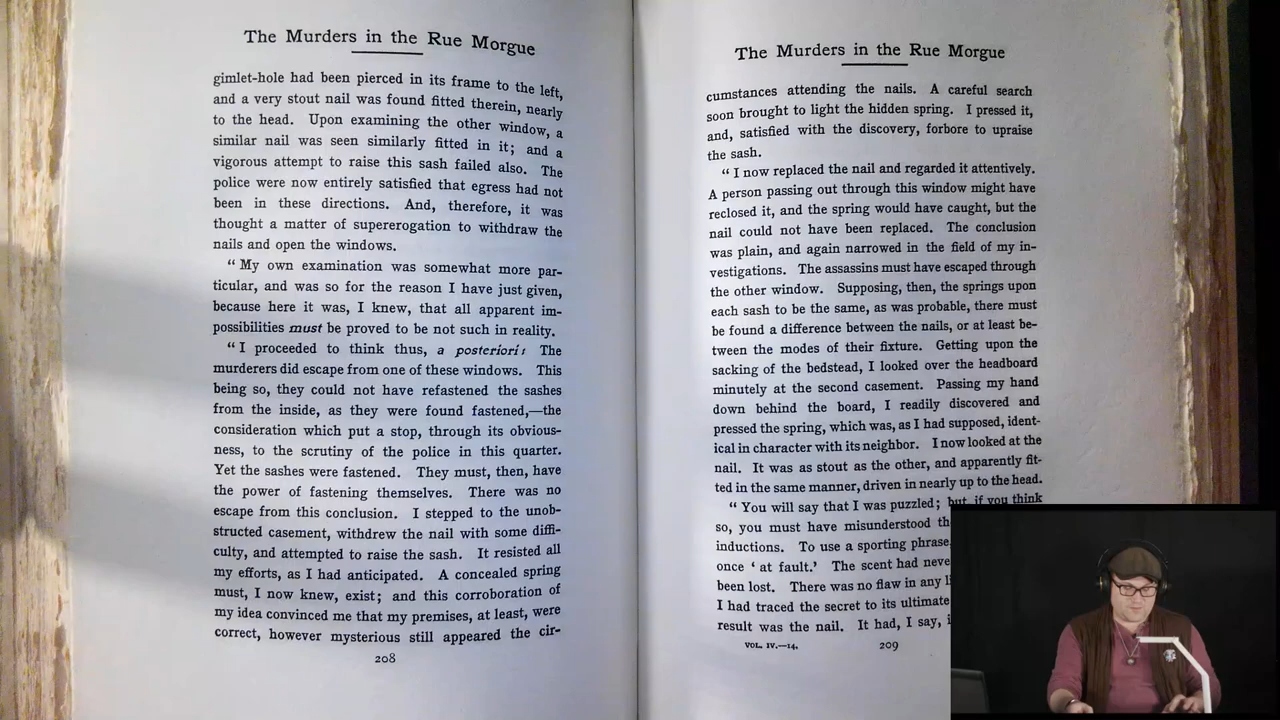 The Murders in the Rue Morgue
gimlet-hole had been pierced in its frame to the left,
and a very stout nail was found fitted therein, nearly
to the head. Upon examining the other window, a
similar nail was seen similarly fitted in it; and a
vigorous attempt to raise this sash failed also. The
police were now entirely satisfied that egress had not
been in these directions. And, therefore, it was
thought a matter of supererogation to withdraw the
nails and open the windows.
“ My own examination was somewhat more par-
ticular, and was so for the reason I have just given,
because here it was, I knew, that all apparent im-
possibilities must be proved to be not such in reality.
“ I proceeded to think thus, a posteriori: The
murderers did escape from one of these windows. This
being so, they could not have refastened the sashes
from the inside, as they were found fastened,—the
consideration which put a stop, through its obvious-
ness, to the scrutiny of the police in this quarter.
Yet the sashes were fastened. They must, then, have
the power of fastening themselves. There was no
escape from this conclusion. I stepped to the unob-
structed casement, withdrew the nail with some diffi-
culty, and attempted to raise the sash. It resisted all
my efforts, as I had anticipated. A concealed spring
must, I now knew, exist; and this corroboration of
my idea convinced me that my premises, at least, were
correct, however mysterious still appeared the cir-
208
The Murders in the Rue Morgue
cumstances attending the nails. A careful search
soon brought to light the hidden spring. I pressed it,
and, satisfied with the discovery, forbore to upraise
the sash.
“ I now replaced the nail and regarded it attentively.
A person passing out through this window might have
reclosed it, and the spring would have caught, but the
nail could not have been replaced. The conclusion
was plain, and again narrowed in the field of my in-
vestigations. The assassins must have escaped through
the other window. Supposing, then, the springs upon
each sash to be the same, as was probable, there must
be found a difference between the nails, or at least be-
tween the modes of their fixture. Getting upon the
sacking of the bedstead, I looked over the headboard
minutely at the second casement. Passing my hand
down behind the board, I readily discovered and
pressed the spring, which was, as I had supposed, ident-
ical in character with its neighbor. I now looked at the
nail. It was as stout as the other, and apparently fit-
ted in the same manner, driven in nearly up to the head.
“ You will say that I was puzzled; but, if you think
so, you must have misunderstood
inductions. To use a sporting phrase
once ‘ at fault.’ The scent had
been lost. There was no flaw in any
I had traced the secret to its ultimate
result was the nail. It had, I say,
VOL. IV.—14.
209